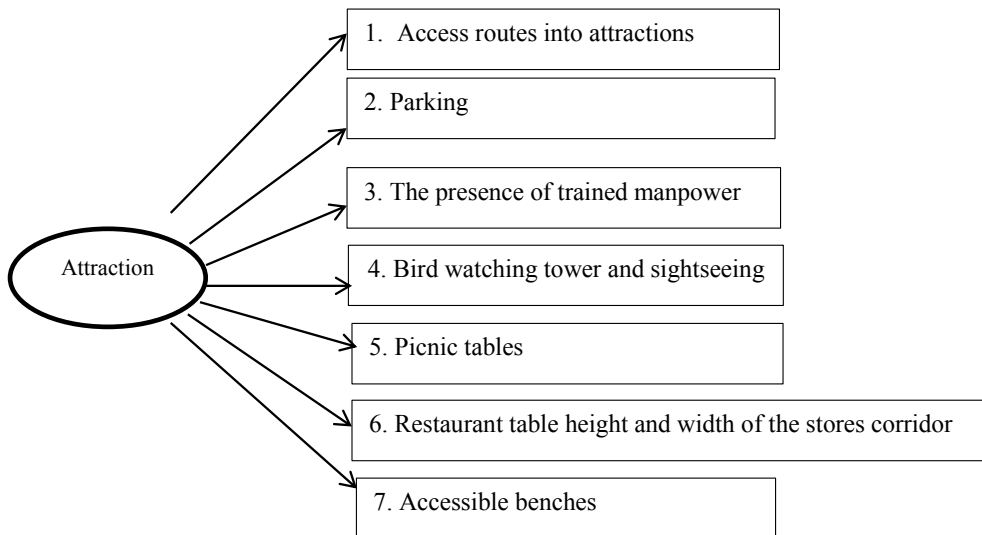 1. Access routes into attractions
2. Parking
3. The presence of trained manpower
Attraction
4. Bird watching tower and sightseeing
5. Picnic tables
6. Restaurant table height and width of the stores corridor
7. Accessible benches